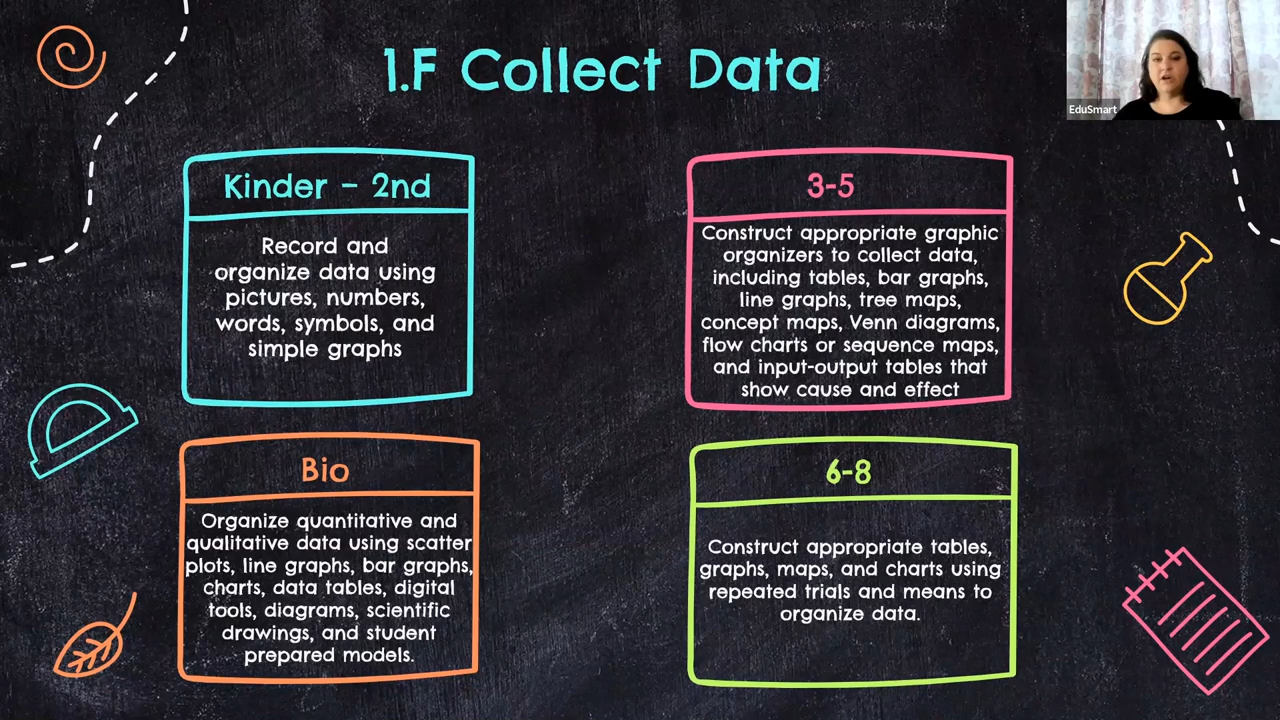 1.F Collect Data
EduSmart
Kinder – 2nd
Record and
organize data using
pictures, numbers,
words, symbols, and
simple graphs
3-5
Construct appropriate graphic
organizers to collect data,
including tables, bar graphs,
line graphs, tree maps,
concept maps, Venn diagrams,
flow charts or sequence maps,
and input-output tables that
show cause and effect
Bio
Organize quantitative and
qualitative data using scatter
plots, line graphs, bar graphs,
charts, data tables, digital
tools, diagrams, scientific
drawings, and student
prepared models.
6-8
Construct appropriate tables,
graphs, maps, and charts using
repeated trials and means to
organize data.